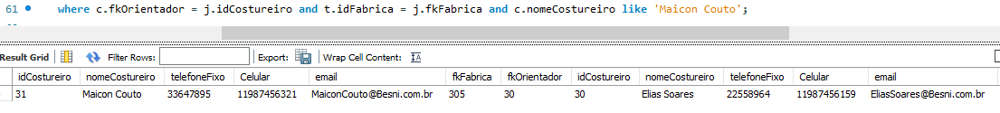 61 where c.fkOrientador = j.idCostureiro and t.idFabrica = j.fkFabrica and c.nomeCostureiro like 'Maicon Couto';
Result Grid Filter Rows: Export: Wrap Cell Content:
idCostureiro nomeCostureiro telefoneFixo Celular email fkFabrica fkOrientador idCostureiro nomeCostureiro telefoneFixo Celular email
31 Maicon Couto 33647895 11987456321 MaiconCouto@Besni.com.br 305 30 30 Elias Soares 22558964 11987456159 EliasSoares@Besni.com.br